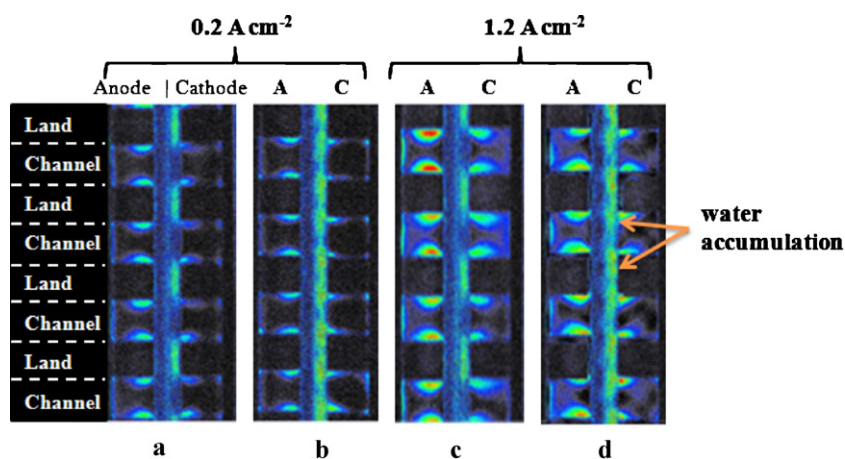 0.2 A cm-2 1.2 A cm-2
Anode | Cathode A C A C A C
Land
Channel
Land
Channel
Land
Channel
Land
Channel
water
accumulation
a b c d